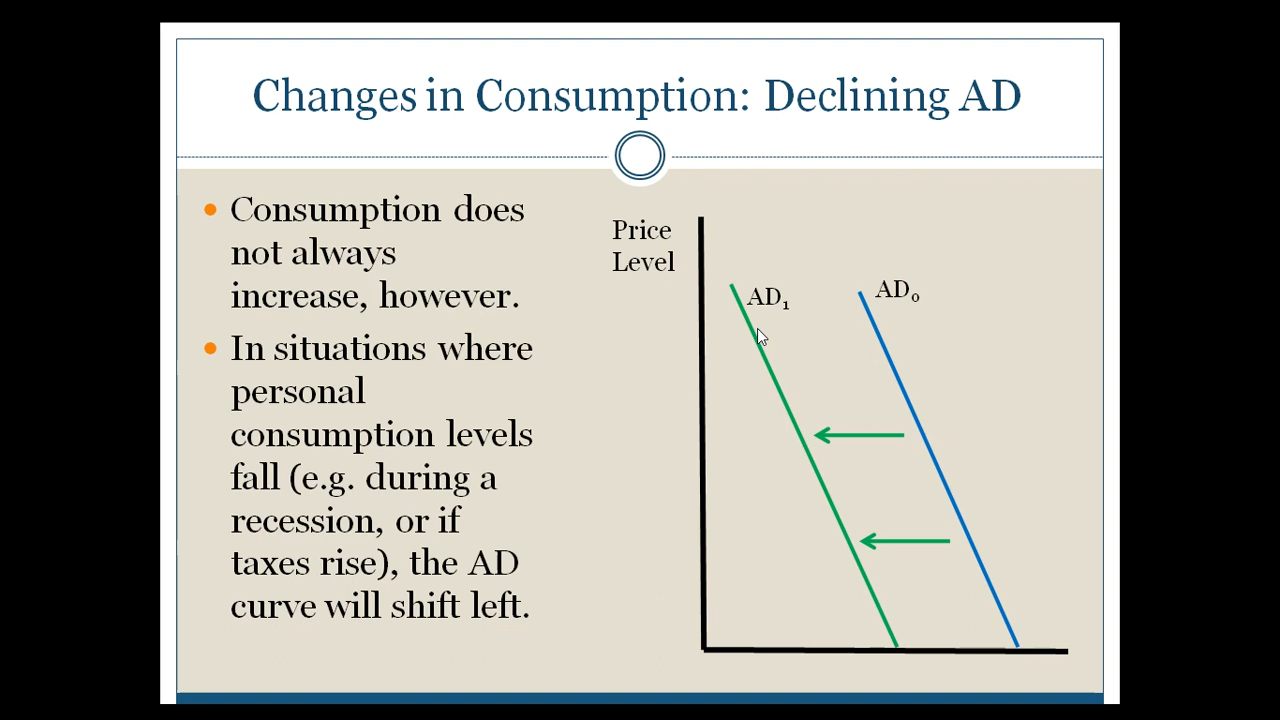 Changes in Consumption: Declining AD
Consumption does
not always
increase, however.
In situations where
personal
consumption levels
fall (e.g. during a
recession, or if
taxes rise), the AD
curve will shift left.
Price
Level
AD₁
AD₀